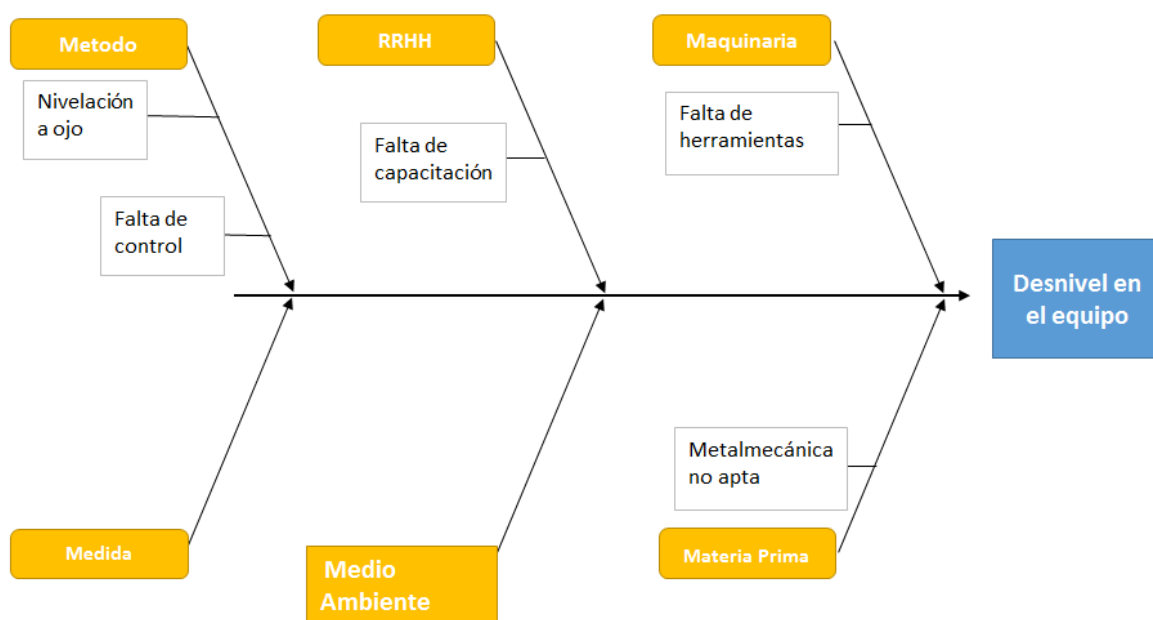 Metodo
RRHH
Maquinaria
Nivelación
a ojo
Falta de
capacitación
Falta de
herramientas
Falta de
control
Desnivel en
el equipo
Metalmecánica
no apta
Medida
Medio
Ambiente
Materia Prima